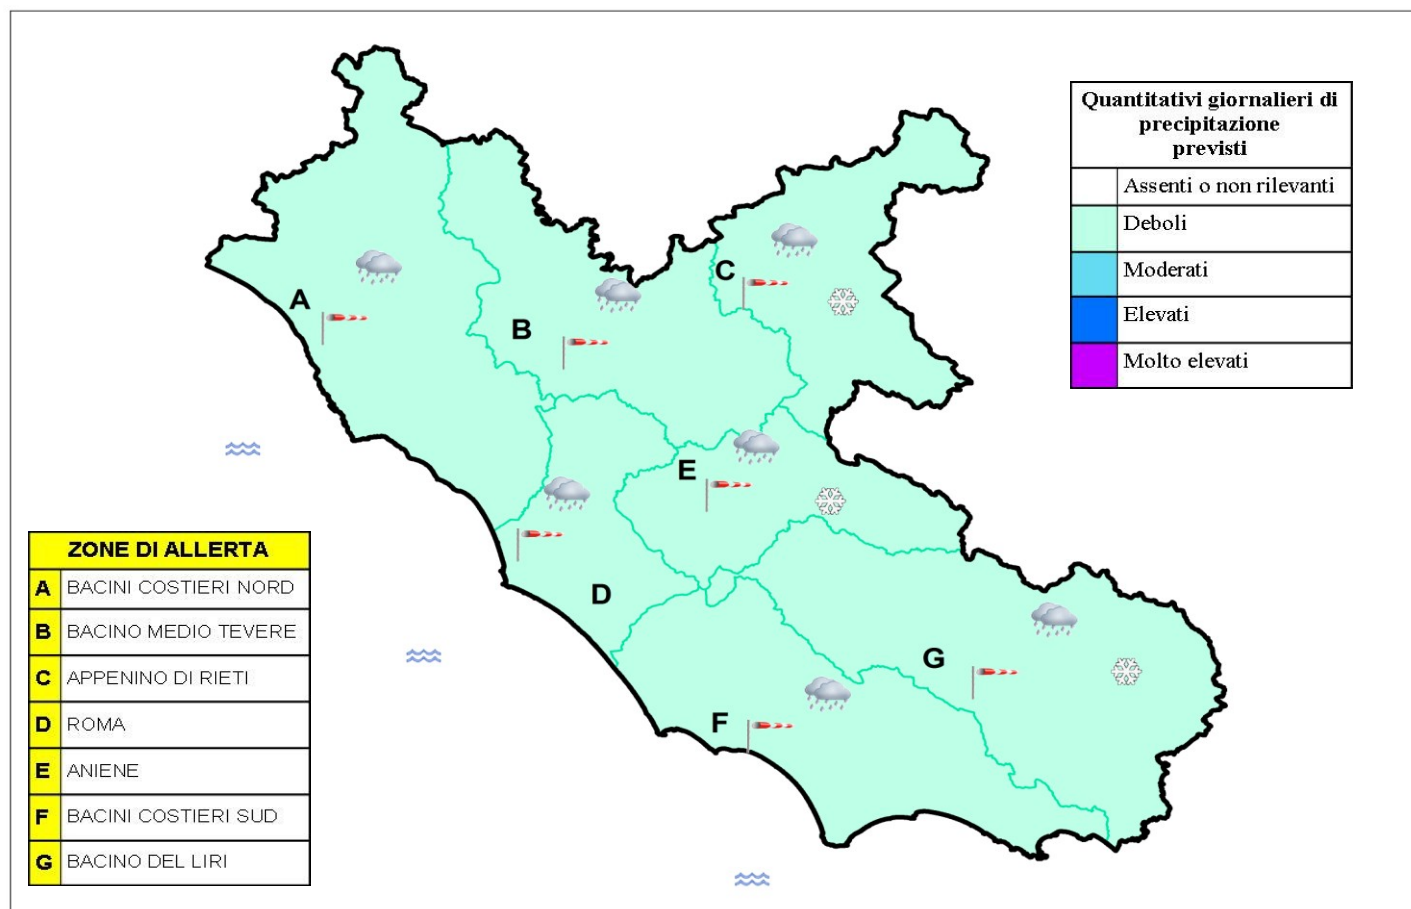 Quantitativi giornalieri di
precipitazione
previsti
Assenti o non rilevanti
Deboli
Moderati
Elevati
Molto elevati
C
A
B
E
D
G
F
ZONE DI ALLERTA
A BACINI COSTIERI NORD
B BACINO MEDIO TEVERE
C APPENINO DI RIETI
D ROMA
E ANIENE
F BACINI COSTIERI SUD
G BACINO DEL LIRI